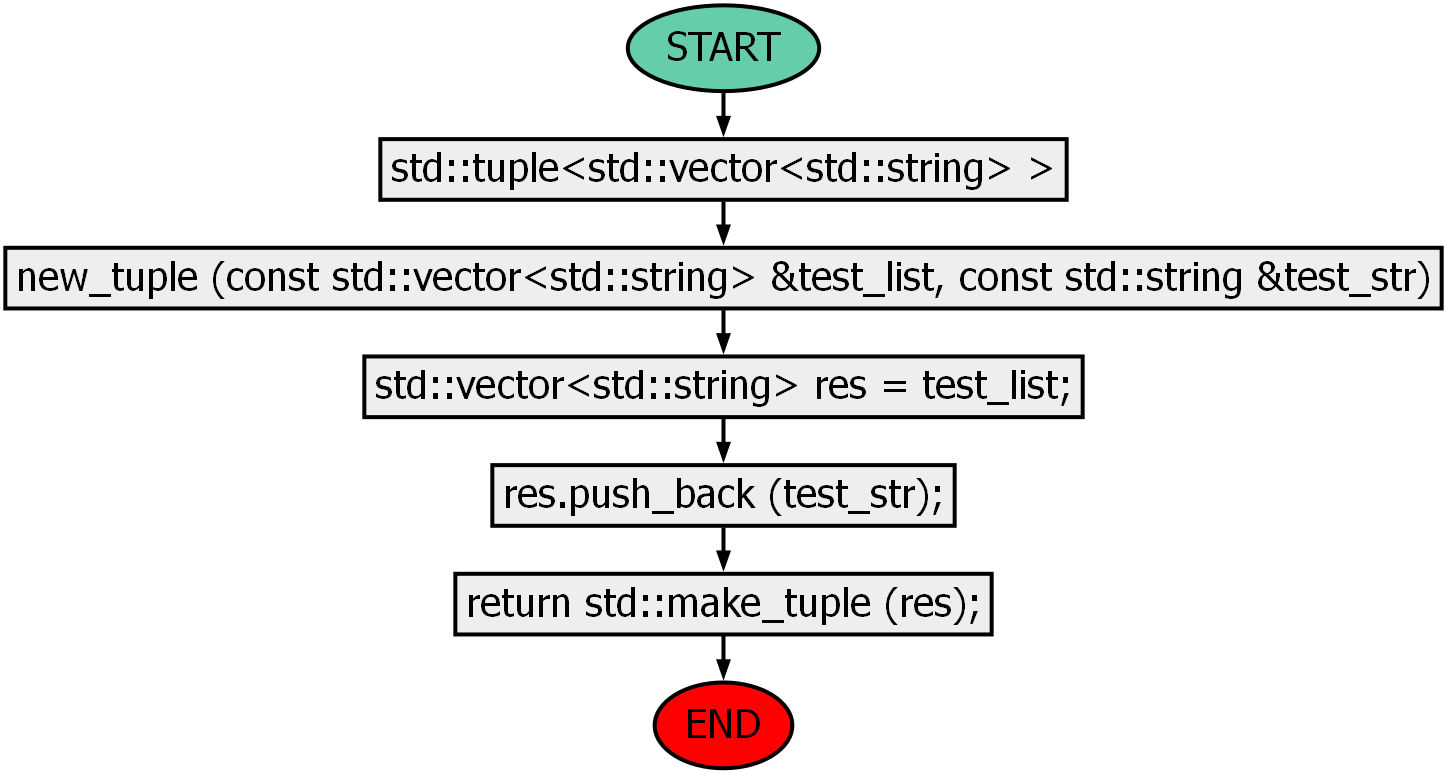 START
std::tuple<std::vector<std::string> >
new_tuple (const std::vector<std::string> &test_list, const std::string &test_str)
std::vector<std::string> res = test_list;
res.push_back (test_str);
return std::make_tuple (res);
END